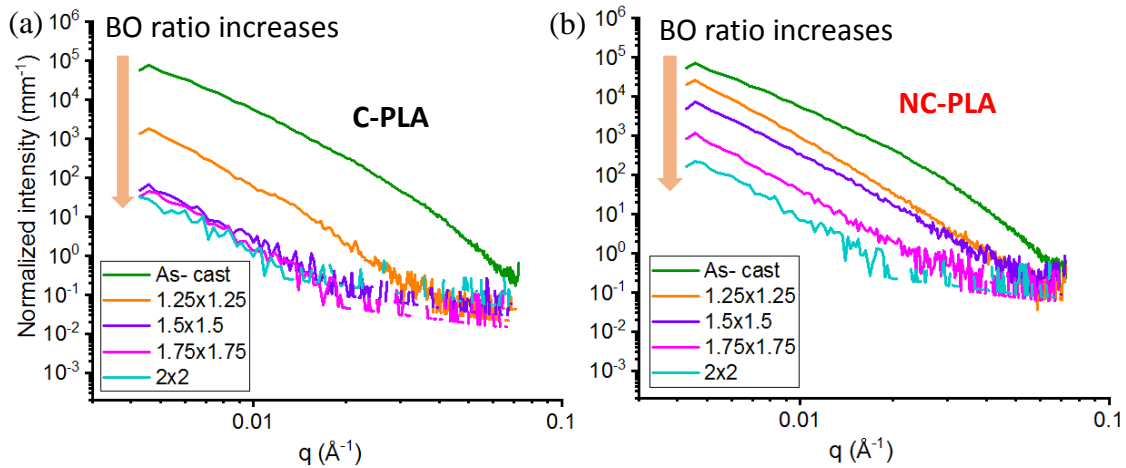 (a)
BO ratio increases
C-PLA
Normalized intensity (mm⁻¹)
10⁶
10⁵
10⁴
10³
10²
10¹
10⁰
10⁻¹
10⁻²
10⁻³
As- cast
1.25x1.25
1.5x1.5
1.75x1.75
2x2
0.01
0.1
q (Å⁻¹)
(b)
BO ratio increases
NC-PLA
10⁶
10⁵
10⁴
10³
10²
10¹
10⁰
10⁻¹
10⁻²
10⁻³
As- cast
1.25x1.25
1.5x1.5
1.75x1.75
2x2
0.01
0.1
q (Å⁻¹)